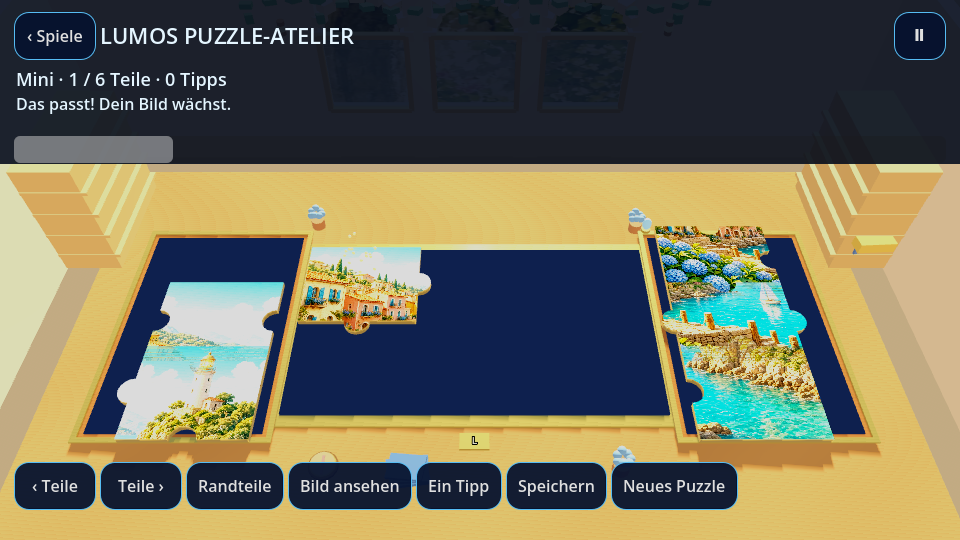 ‹ Spiele
LUMOS PUZZLE-ATELIER
Mini · 1 / 6 Teile · 0 Tipps
Das passt! Dein Bild wächst.
L
‹ Teile
Teile ›
Randteile
Bild ansehen
Ein Tipp
Speichern
Neues Puzzle